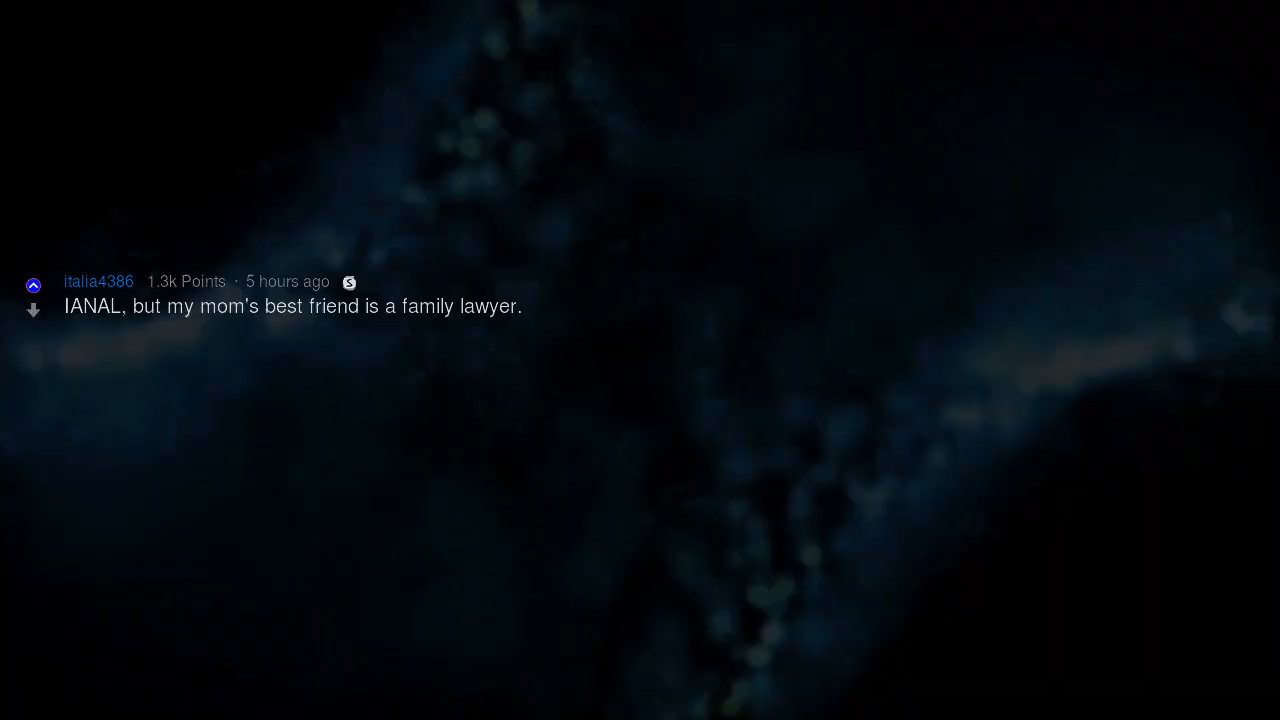 italia4386 1.3k Points · 5 hours ago S
IANAL, but my mom's best friend is a family lawyer.